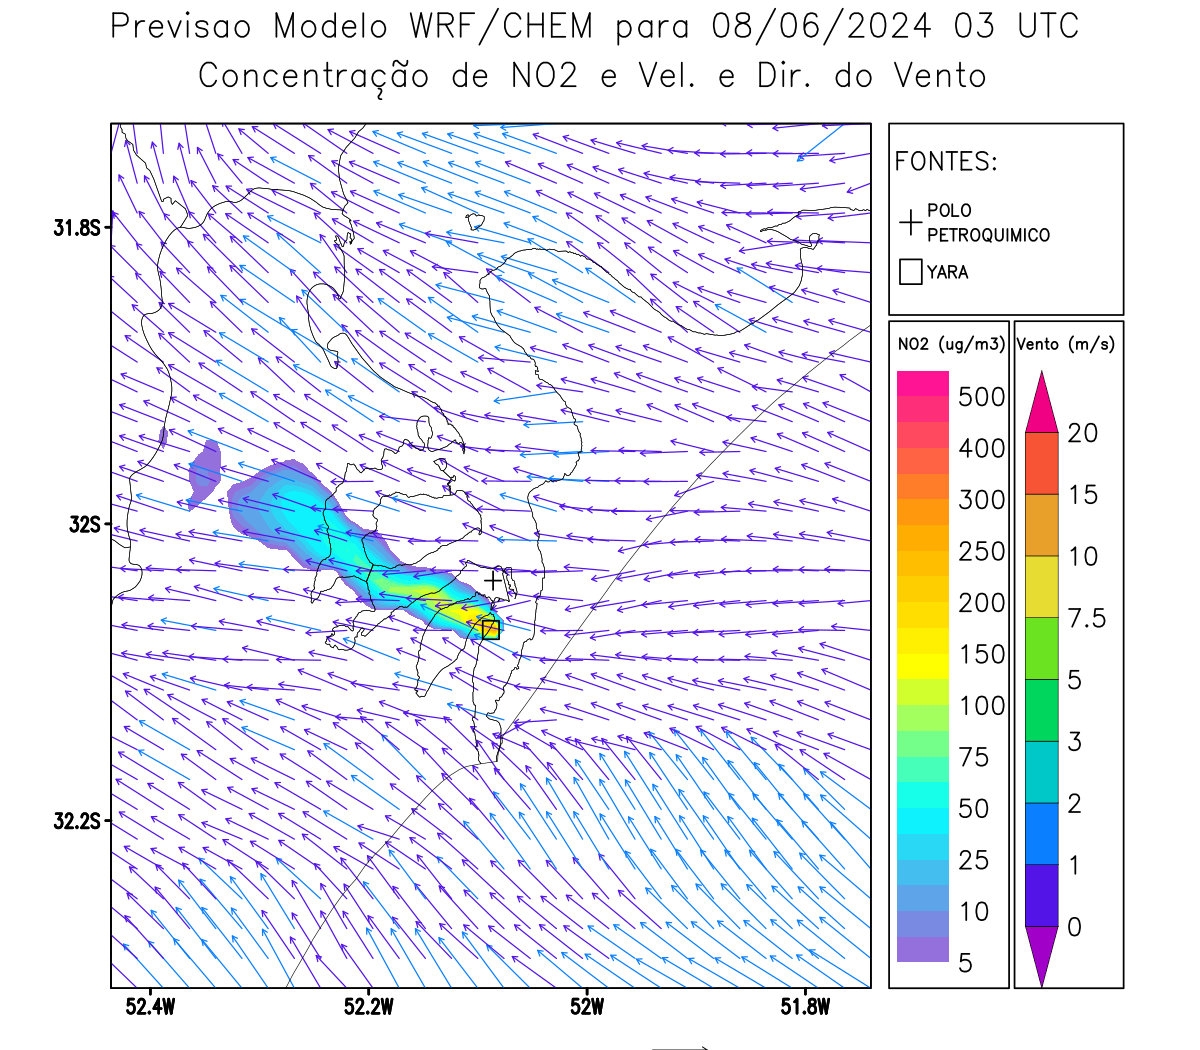 Previsao Modelo WRF/CHEM para 08/06/2024 03 UTC
Concentração de NO2 e Vel. e Dir. do Vento
FONTES:
POLO
PETROQUIMICO
YARA
NO2 (ug/m3)
500
400
300
250
200
150
100
75
50
25
10
5
Vento (m/s)
20
15
10
7.5
5
3
2
1
0
31.8S
32S
32.2S
52.4W
52.2W
52W
51.8W